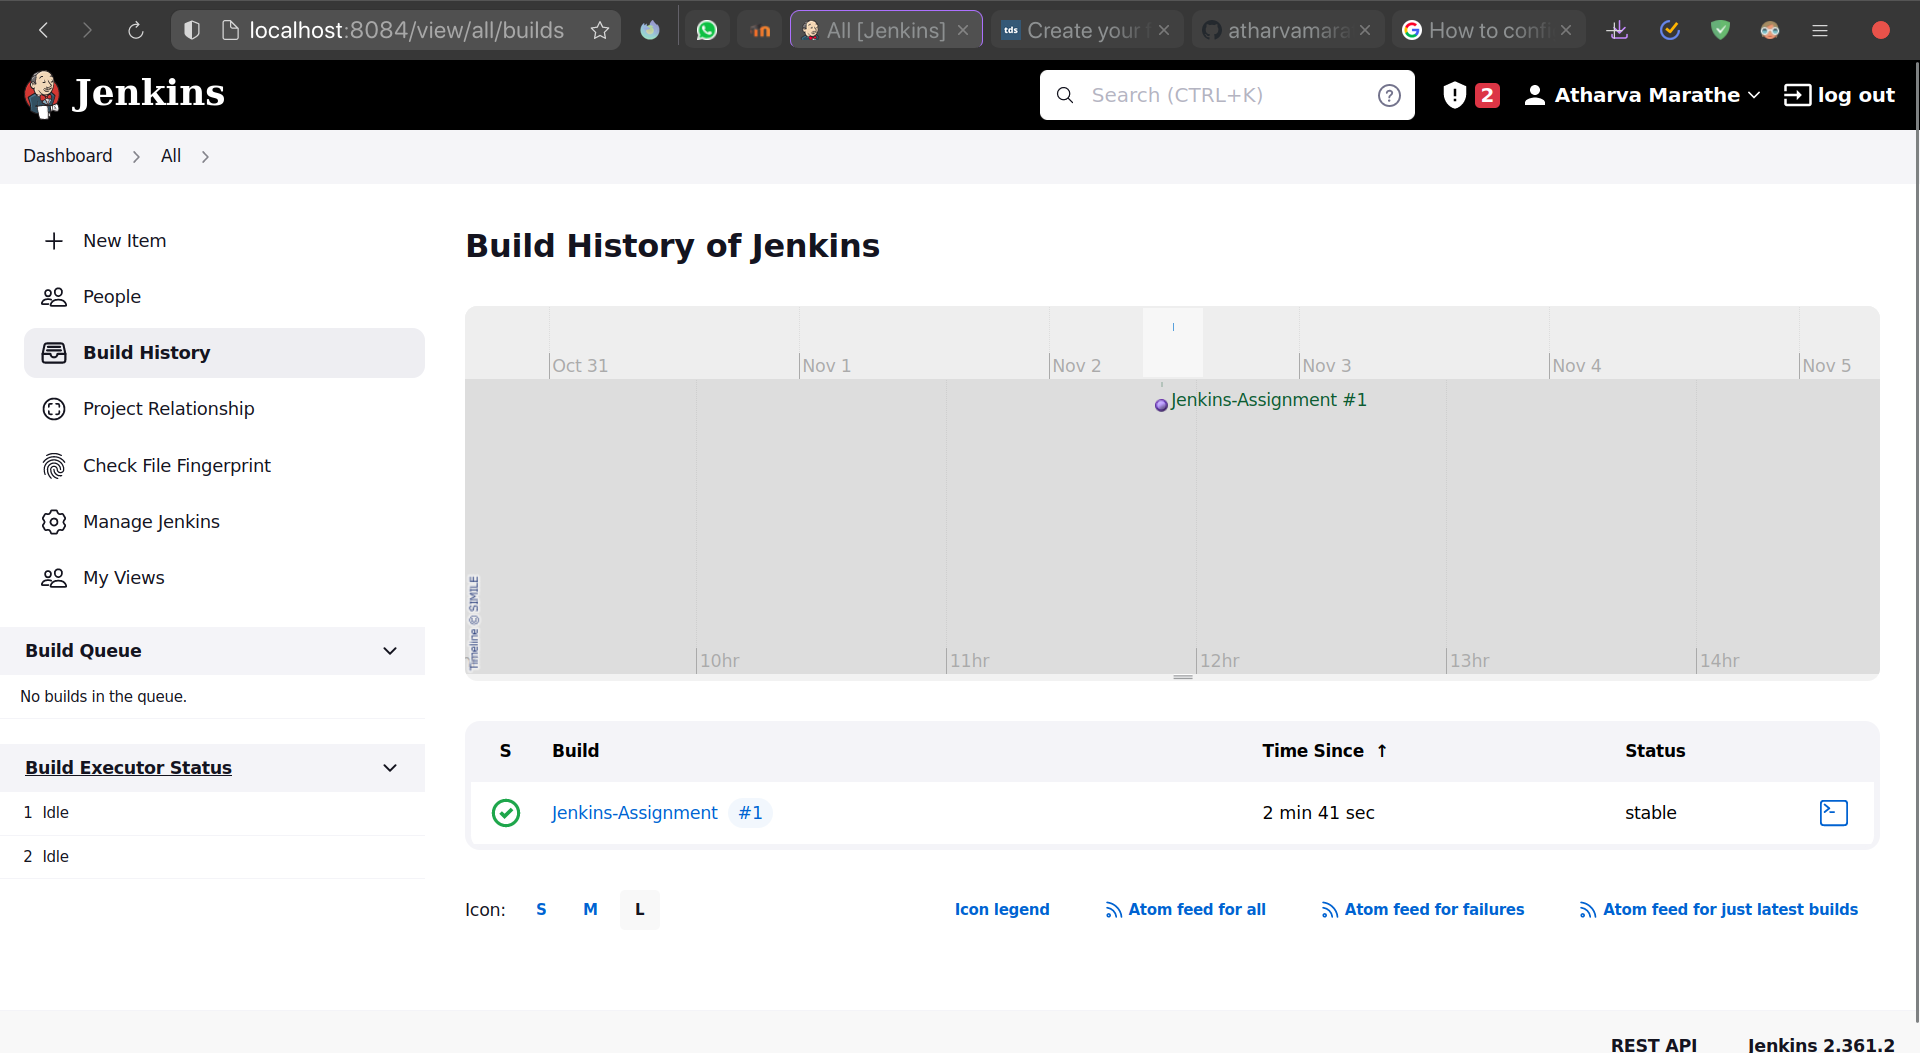 localhost:8084/view/all/builds
All [Jenkins]
tds Create your
atharvamara
How to confi
Jenkins
Search (CTRL+K)
2
Atharva Marathe
log out
Dashboard
All
New Item
People
Build History
Project Relationship
Check File Fingerprint
Manage Jenkins
My Views
Build Queue
No builds in the queue.
Build Executor Status
1 Idle
2 Idle
Build History of Jenkins
Oct 31
Nov 1
Nov 2
Nov 3
Nov 4
Nov 5
Jenkins-Assignment #1
Timeline © SIMILE
10hr
11hr
12hr
13hr
14hr
S Build Time Since ↑ Status
Jenkins-Assignment #1 2 min 41 sec stable
Icon: S M L
Icon legend
Atom feed for all
Atom feed for failures
Atom feed for just latest builds
REST API
Jenkins 2.361.2